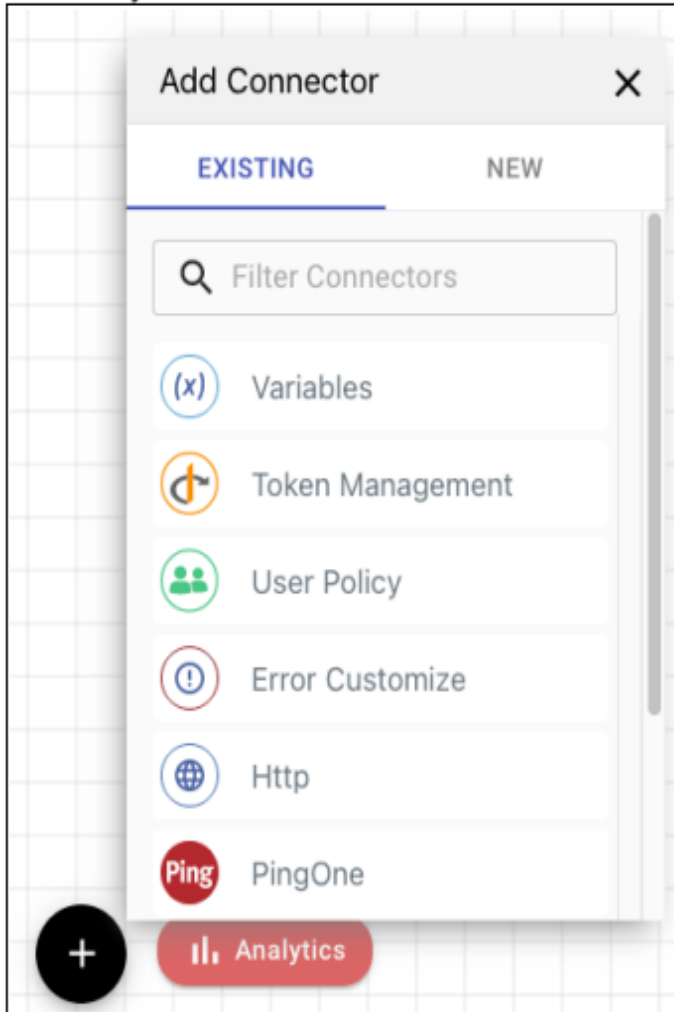 Add Connector
EXISTING NEW
Filter Connectors
(x) Variables
Token Management
User Policy
Error Customize
Http
Ping PingOne
+ Analytics